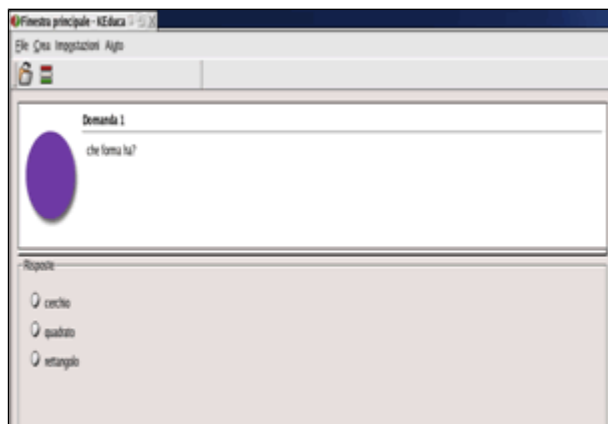 Finestra principale - KEduca
File Crea Impostazioni Aiuto
Domanda 1
che forma ha?
Risposte
cerchio
quadrato
rettangolo